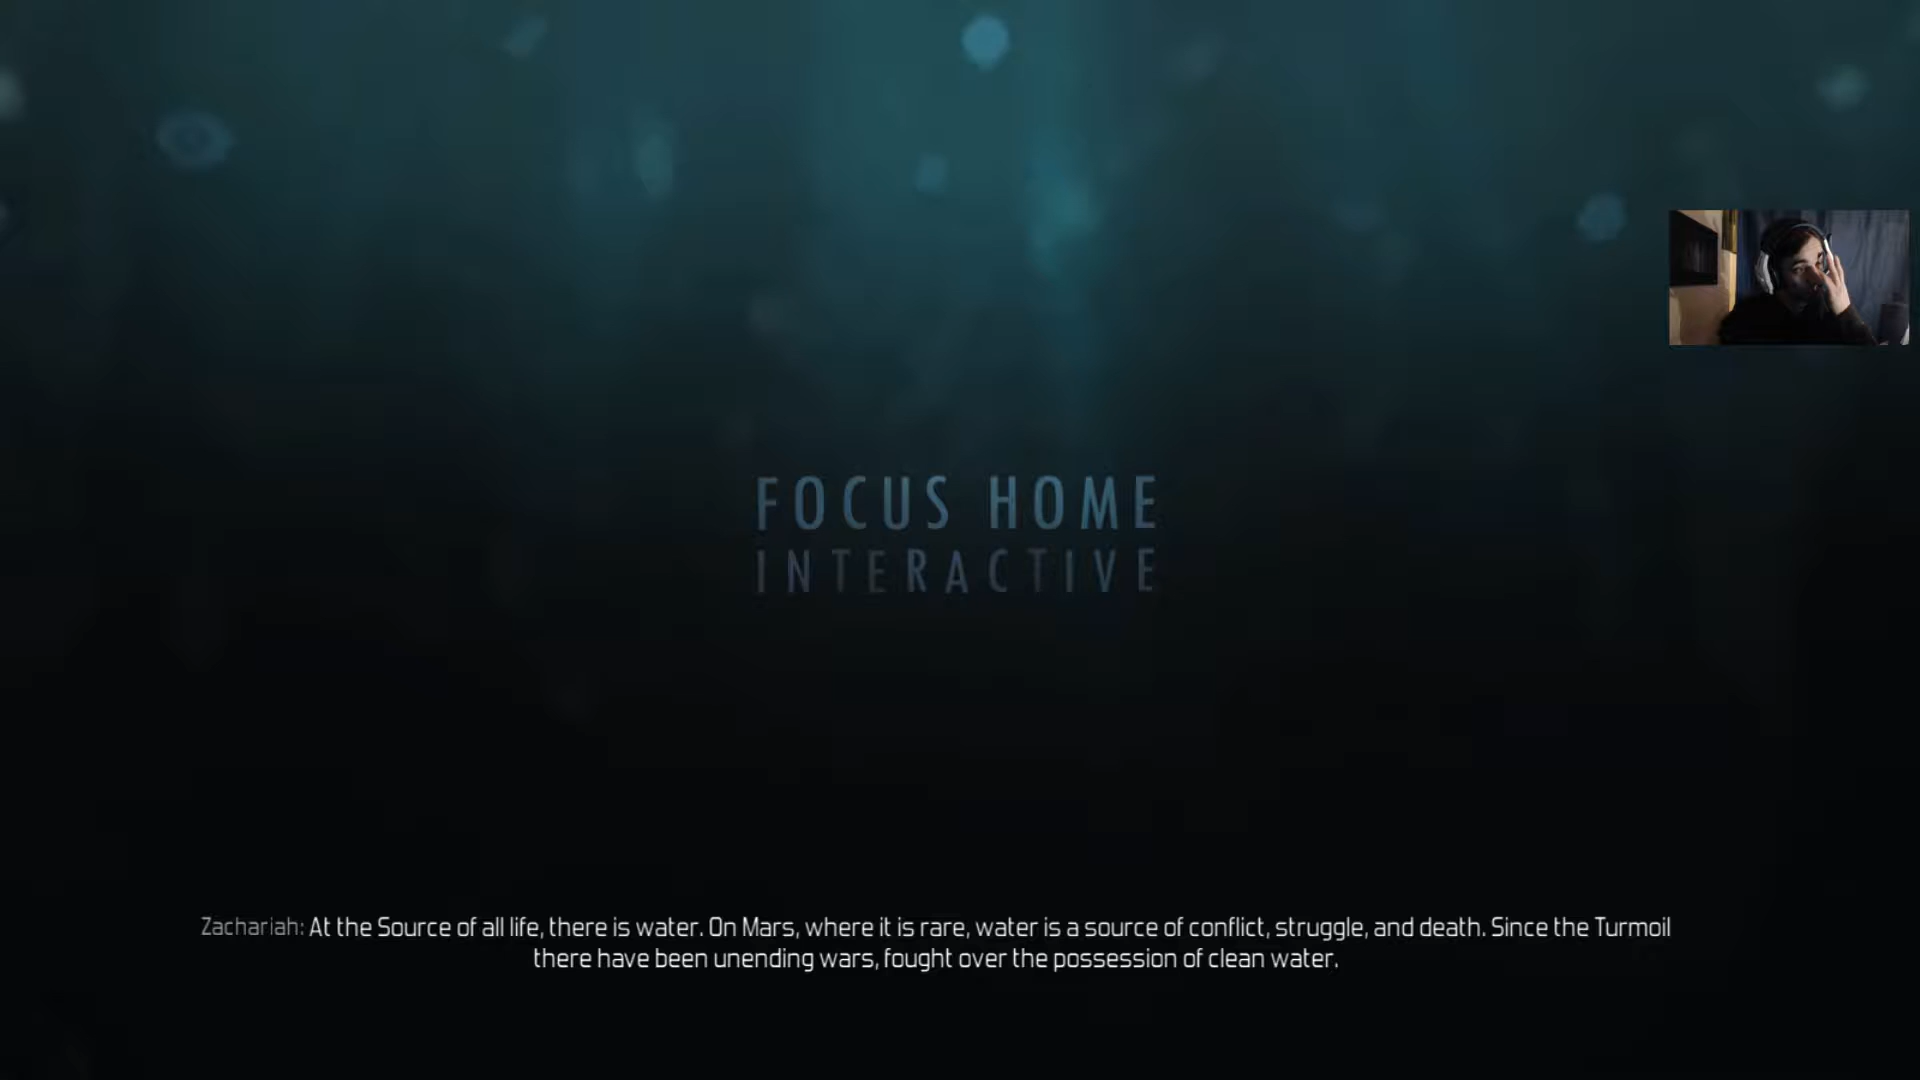 FOCUS HOME
INTERACTIVE
Zachariah: At the Source of all life, there is water. On Mars, where it is rare, water is a source of conflict, struggle, and death. Since the Turmoil
there have been unending wars, fought over the possession of clean water.